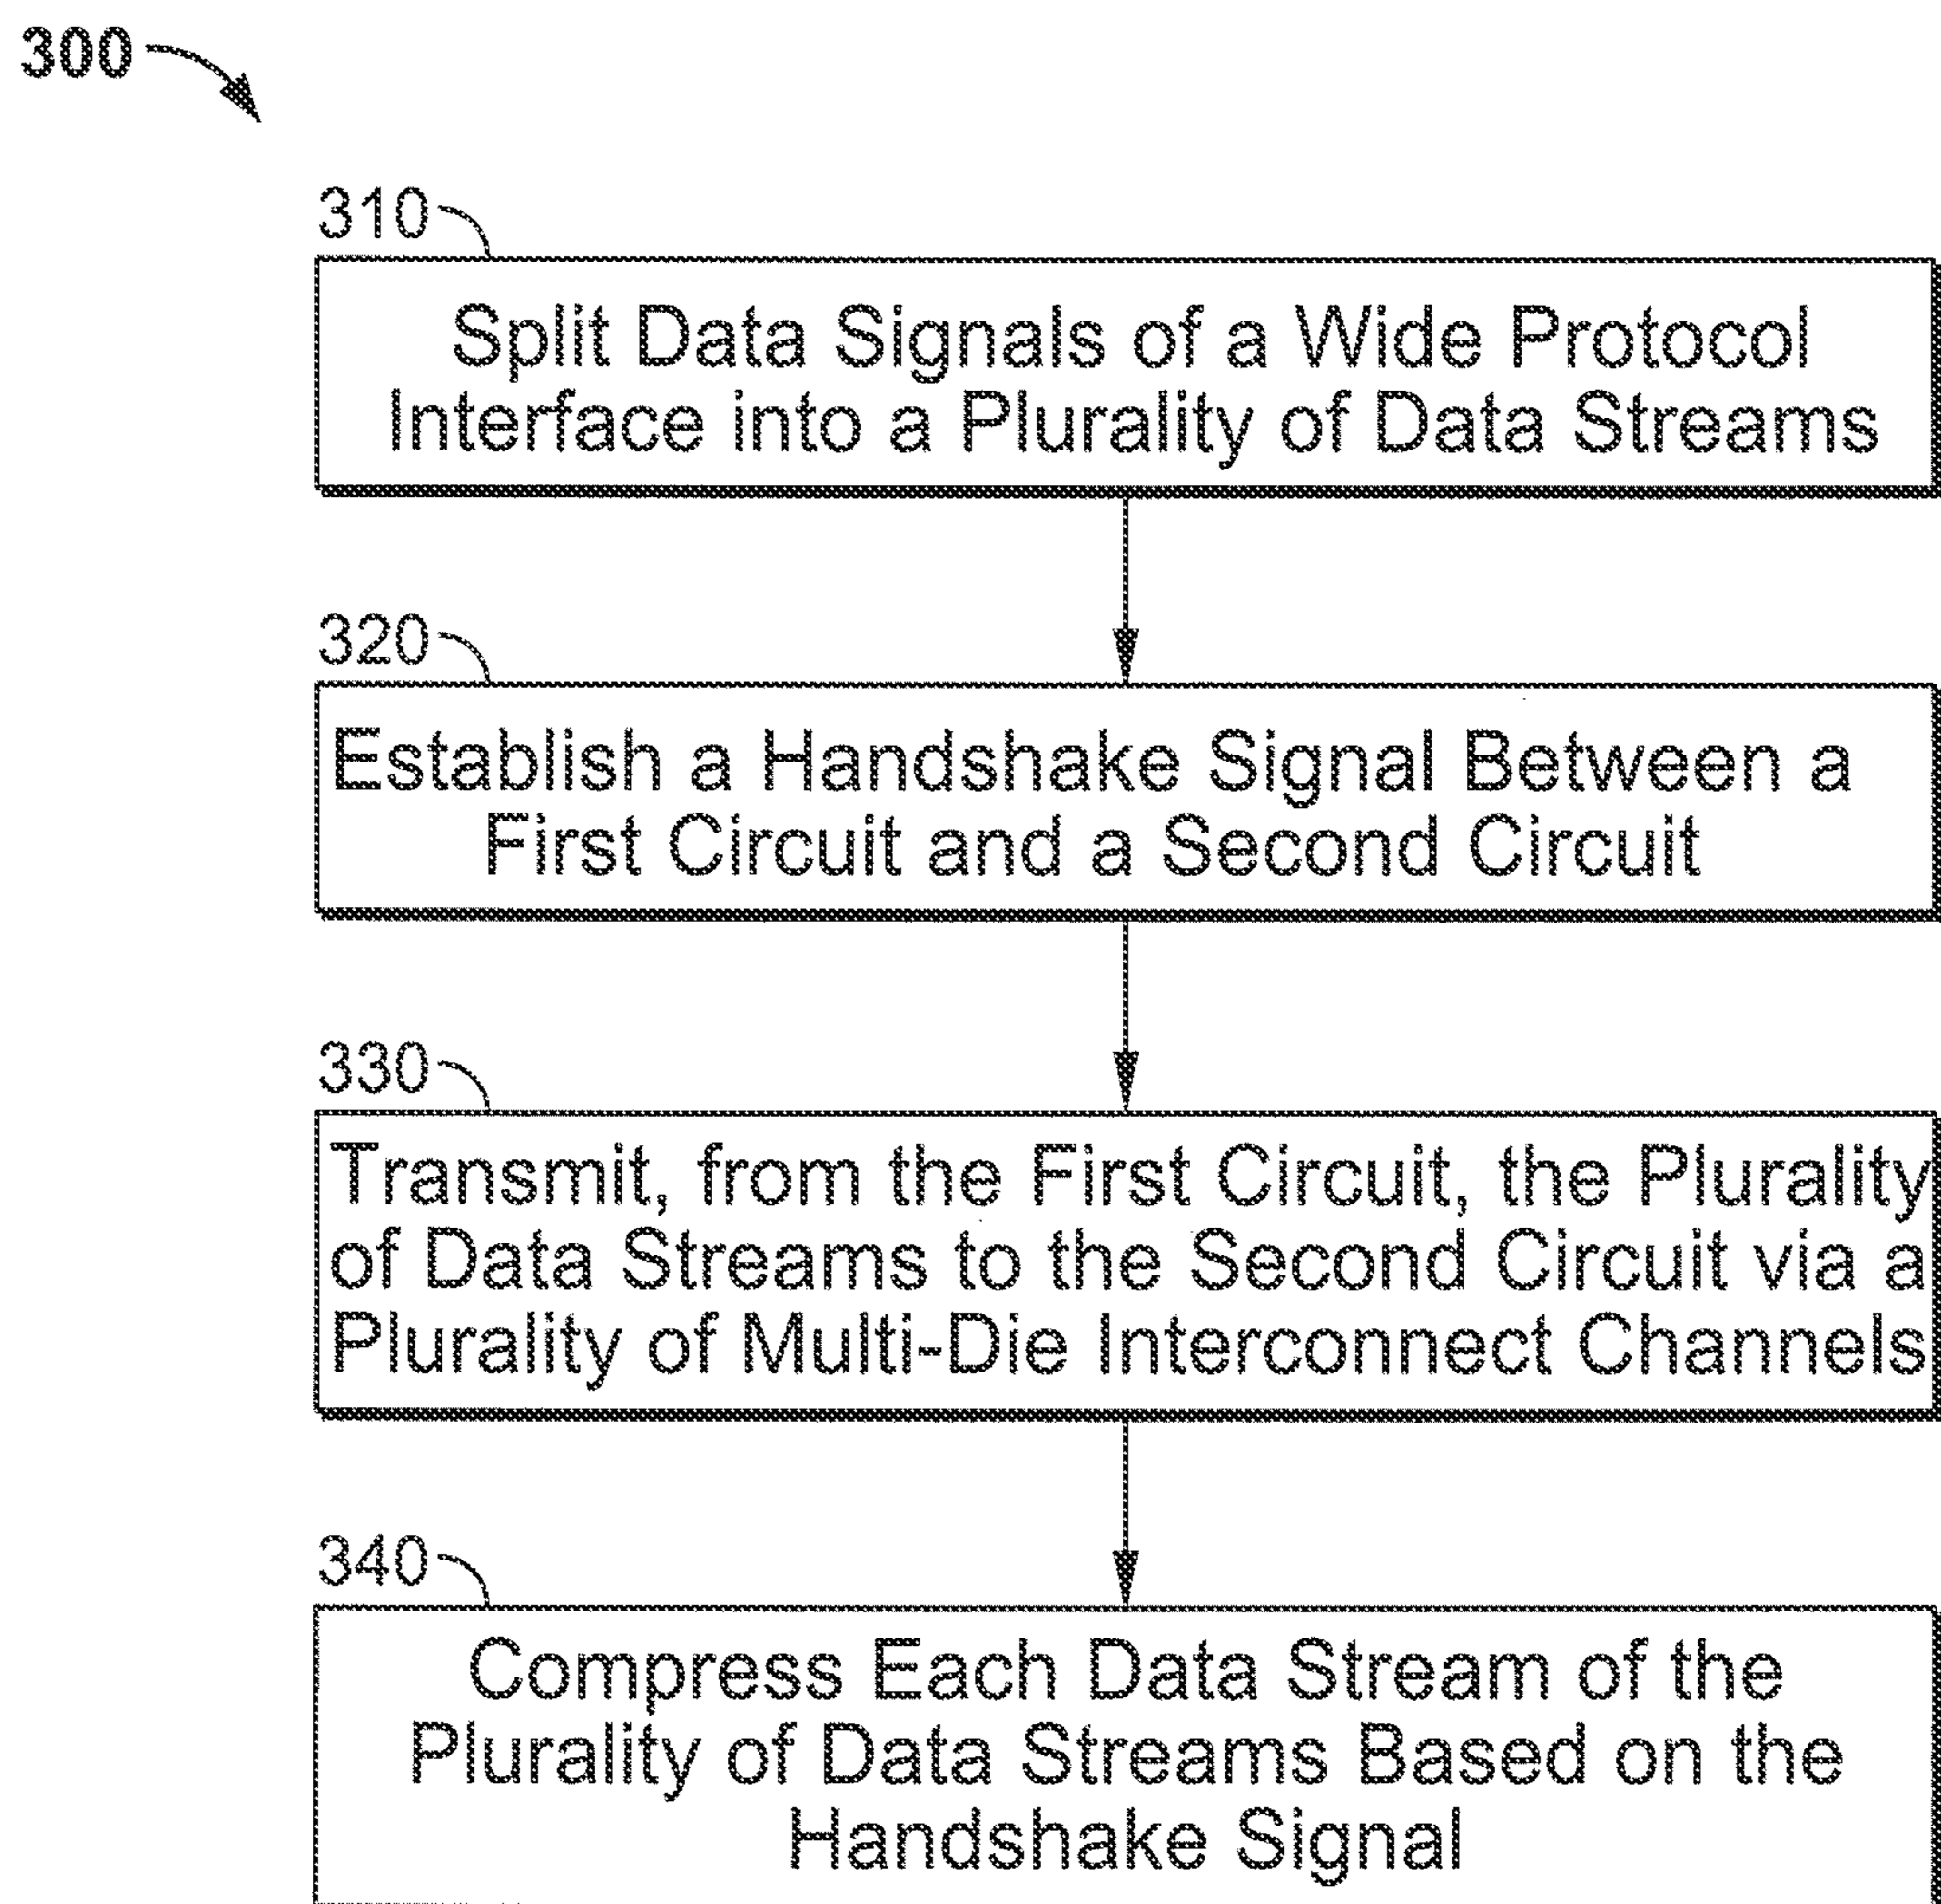 300
310
Split Data Signals of a Wide Protocol
Interface into a Plurality of Data Streams
320
Establish a Handshake Signal Between a
First Circuit and a Second Circuit
330
Transmit, from the First Circuit, the Plurality
of Data Streams to the Second Circuit via a
Plurality of Multi-Die Interconnect Channels
340
Compress Each Data Stream of the
Plurality of Data Streams Based on the
Handshake Signal